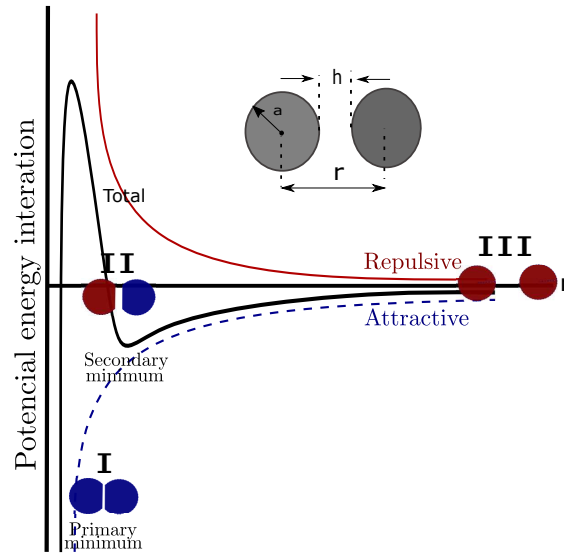 Potencial energy interation
h
a
r
Total
Repulsive
III
II
Attractive
Secondary
minimum
I
Primary
minimum